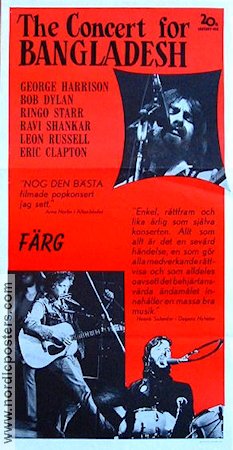 The Concert for
BANGLADESH
20th
CENTURY-FOX
GEORGE HARRISON
BOB DYLAN
RINGO STARR
RAVI SHANKAR
LEON RUSSELL
ERIC CLAPTON
"NOG DEN BÄSTA
filmade popkonsert
jag sett."
Arne Norlin i Aftonbladet
"Enkel, rättfram och
lika ärlig som själva
konserten. Allt som
allt är det en sevärd
händelse, en som gör
alla medverkande rätt-
visa och som alldeles
oavsett det behjärtans-
värda ändamålet in-
nehåller en massa bra
musik."
Dagens Nyheter
FÄRG
www.nordicposters.com